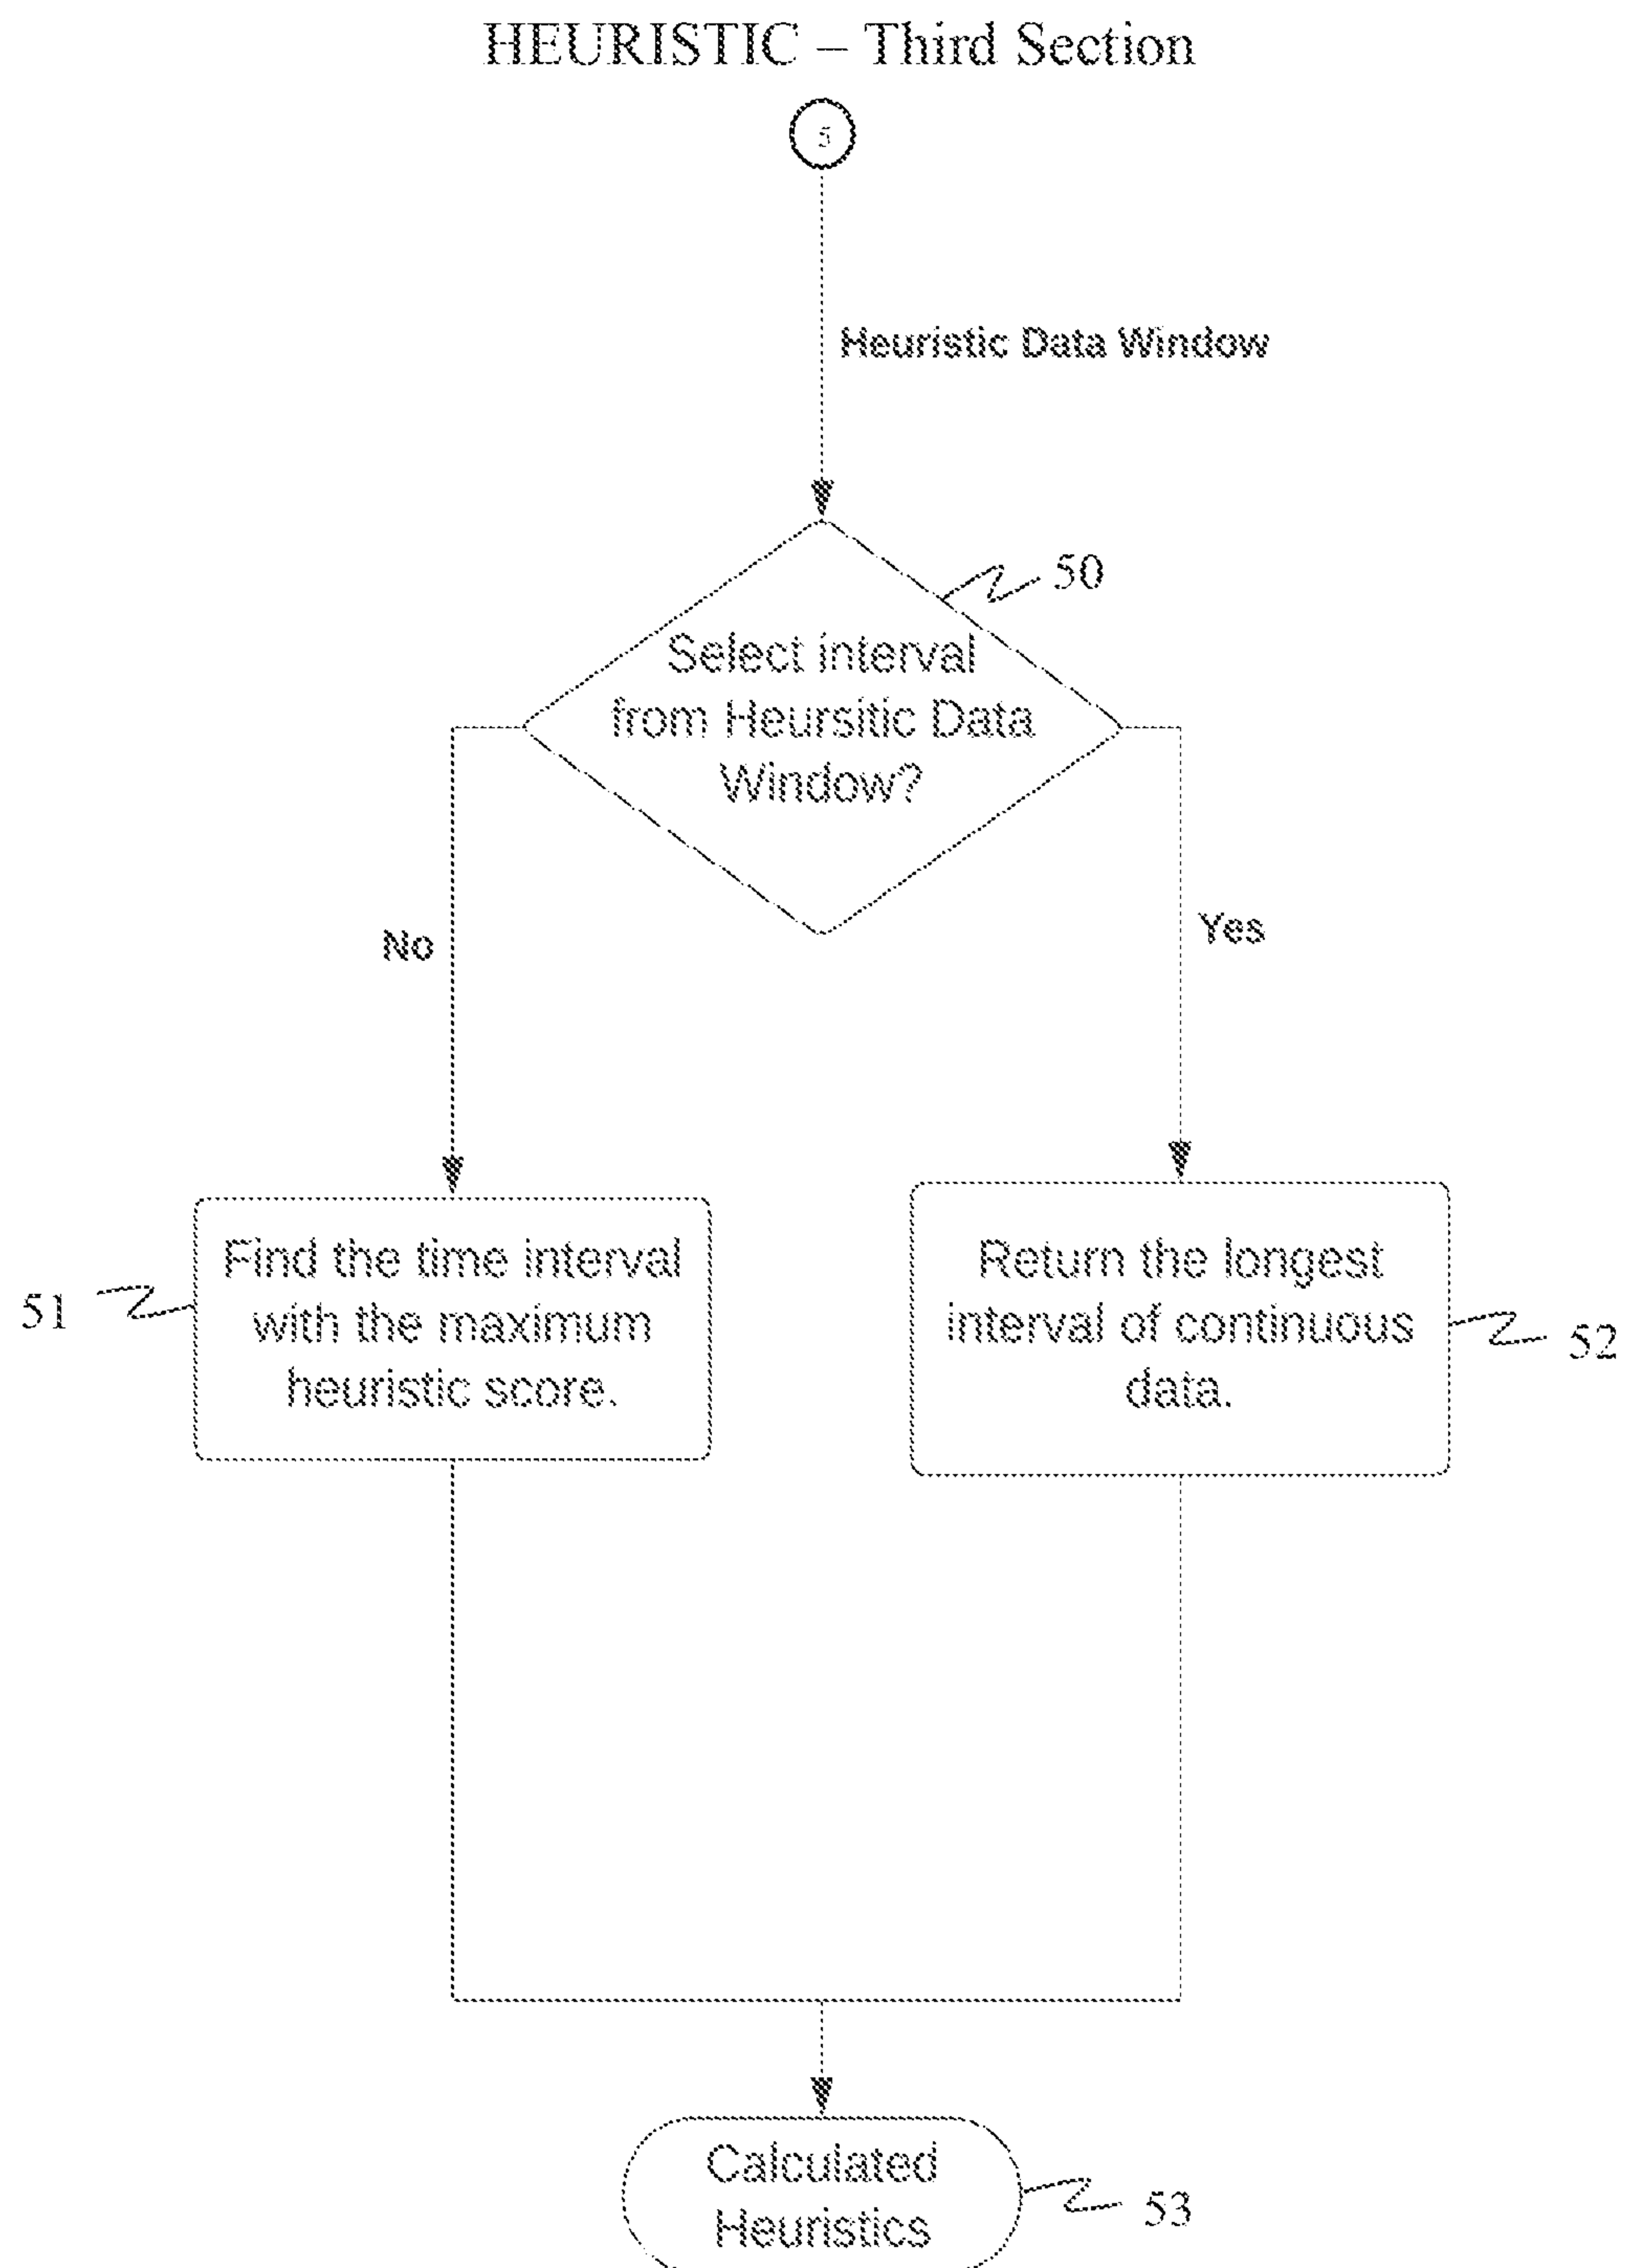 HEURISTIC – Third Section
5
Heuristic Data Window
50
Select interval
from Heursitic Data
Window?
No
Yes
Find the time interval
with the maximum
heuristic score.
51
Return the longest
interval of continuous
data.
52
Calculated
Heuristics
53